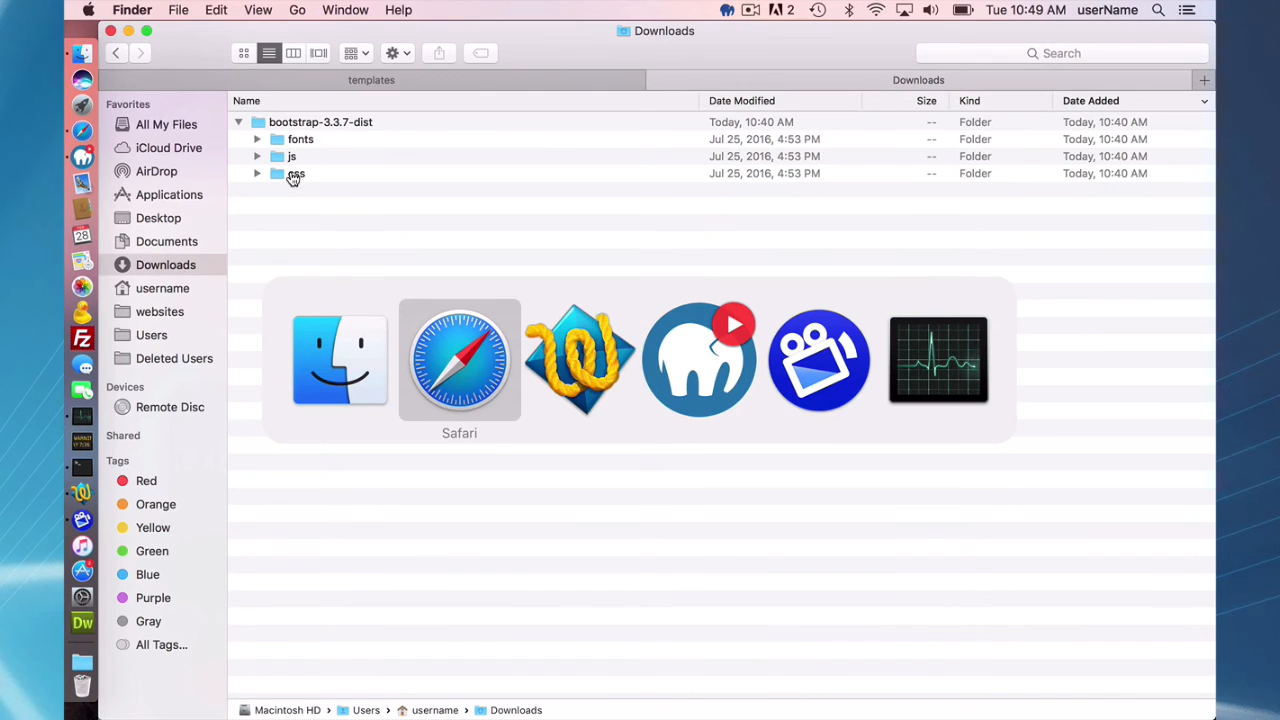 Finder File Edit View Go Window Help 2 Tue 10:49 AM userName
Downloads
Search
templates Downloads +
Name Date Modified Size Kind Date Added
bootstrap-3.3.7-dist Today, 10:40 AM -- Folder Today, 10:40 AM
fonts Jul 25, 2016, 4:53 PM -- Folder Today, 10:40 AM
js Jul 25, 2016, 4:53 PM -- Folder Today, 10:40 AM
css Jul 25, 2016, 4:53 PM -- Folder Today, 10:40 AM
Favorites
All My Files
iCloud Drive
AirDrop
Applications
Desktop
Documents
Downloads
username
websites
Users
Deleted Users
Devices
Remote Disc
Shared
Tags
Red
Orange
Yellow
Green
Blue
Purple
Gray
All Tags...
Safari
28
Fz
Dw
Macintosh HD › Users › username › Downloads